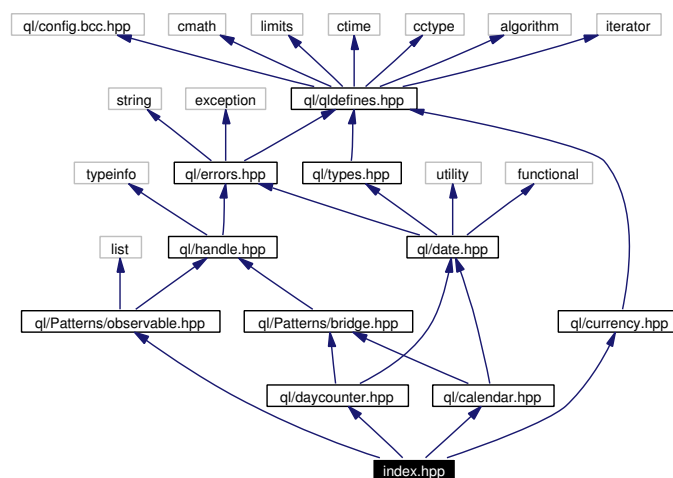 ql/config.bcc.hpp cmath limits ctime cctype algorithm iterator
string exception ql/qldefines.hpp
typeinfo ql/errors.hpp ql/types.hpp utility functional
list ql/handle.hpp ql/date.hpp
ql/Patterns/observable.hpp ql/Patterns/bridge.hpp ql/currency.hpp
ql/daycounter.hpp ql/calendar.hpp
index.hpp